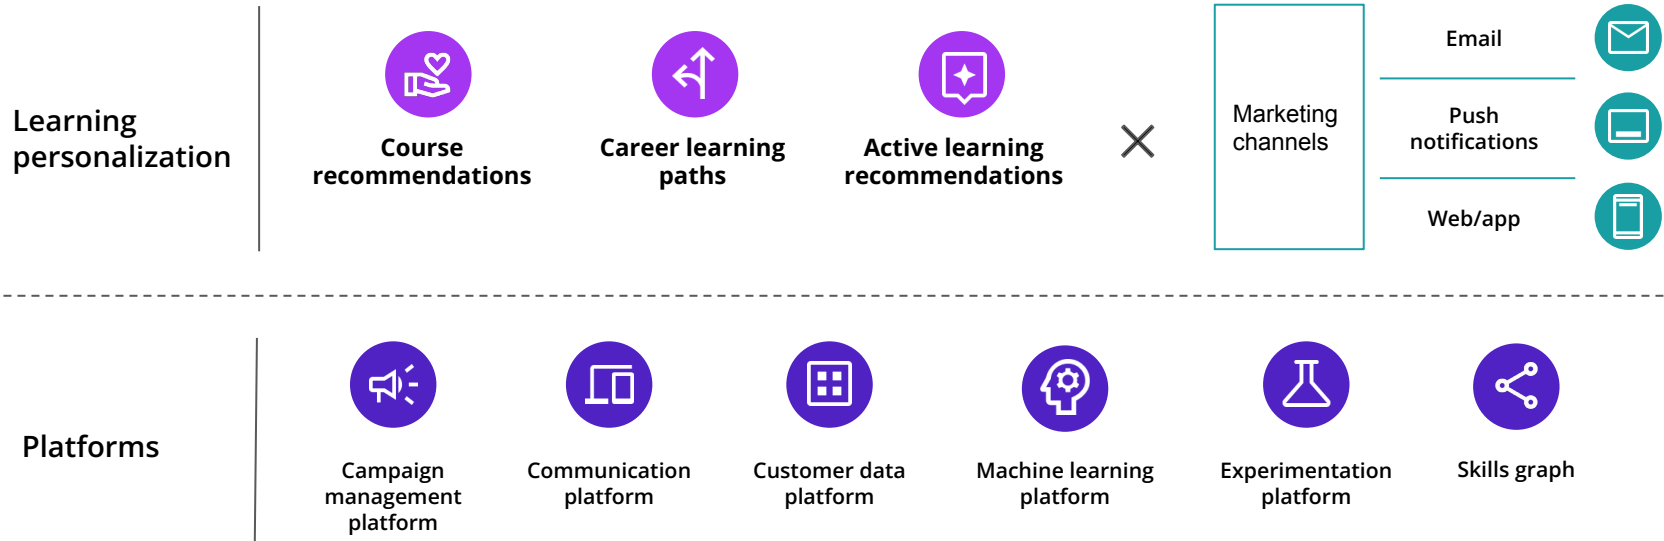 Learning
personalization
Course
recommendations
Career learning
paths
Active learning
recommendations
Marketing
channels
Email
Push
notifications
Web/app
Platforms
Campaign
management
platform
Communication
platform
Customer data
platform
Machine learning
platform
Experimentation
platform
Skills graph